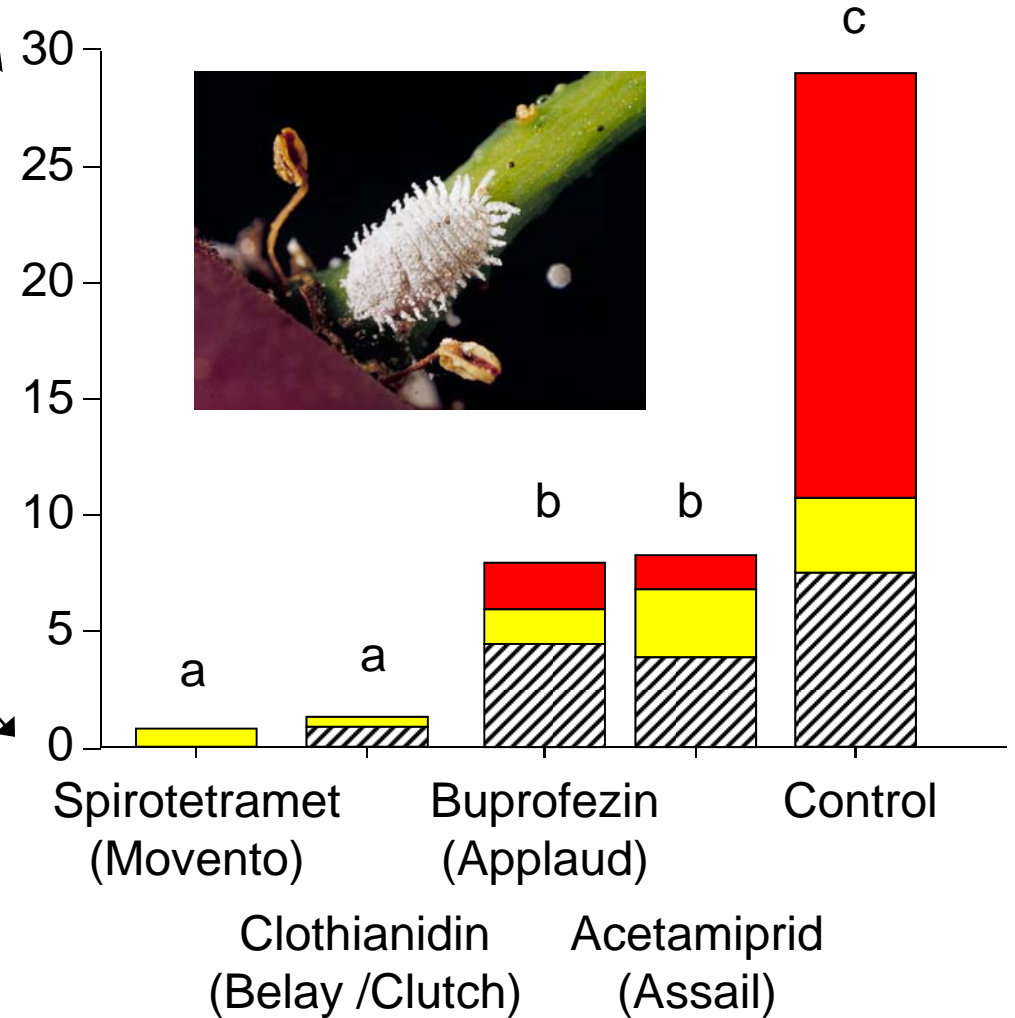 c
30
25
20
15
10
b b
5
a a
0
Spirotetramet Buprofezin Control
(Movento) (Applaud)
Clothianidin Acetamiprid
(Belay /Clutch) (Assail)